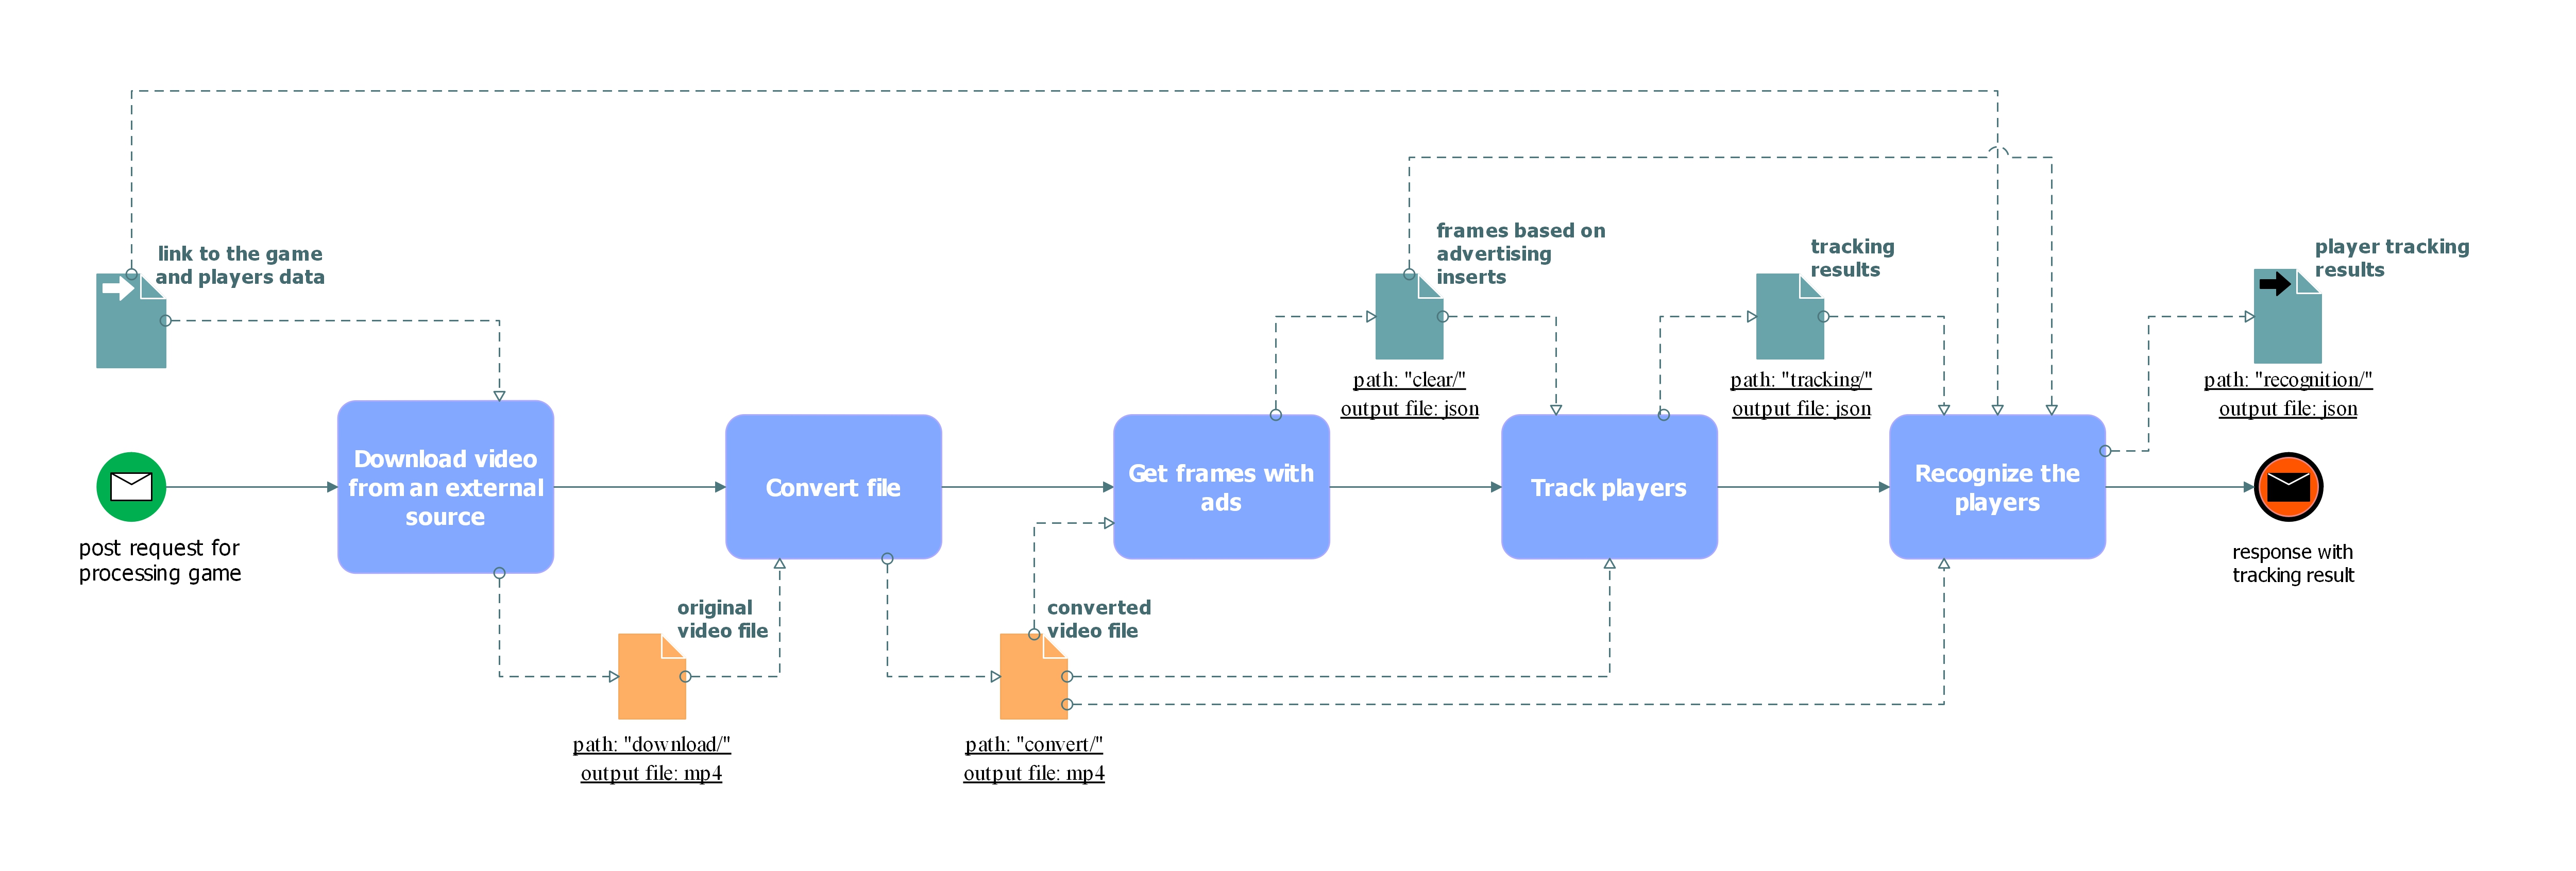 link to the game
and players data
frames based on
advertising
inserts
tracking
results
player tracking
results
path: "clear/"
output file: json
path: "tracking/"
output file: json
path: "recognition/"
output file: json
Download video
from an external
source
Convert file
Get frames with
ads
Track players
Recognize the
players
post request for
processing game
response with
tracking result
original
video file
converted
video file
path: "download/"
output file: mp4
path: "convert/"
output file: mp4